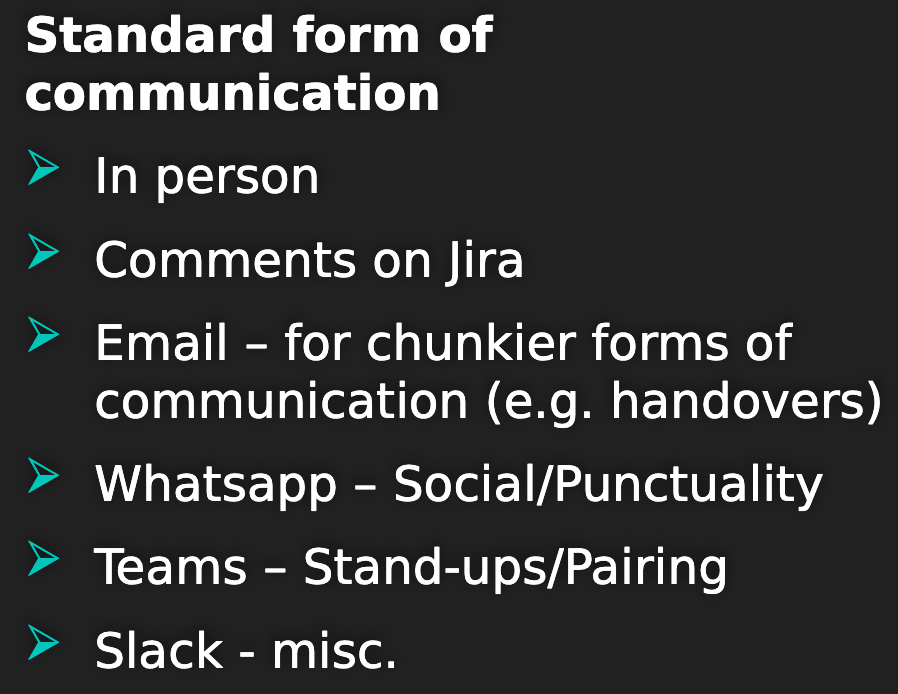 Standard form of
communication
In person
Comments on Jira
Email – for chunkier forms of
communication (e.g. handovers)
Whatsapp – Social/Punctuality
Teams – Stand-ups/Pairing
Slack - misc.